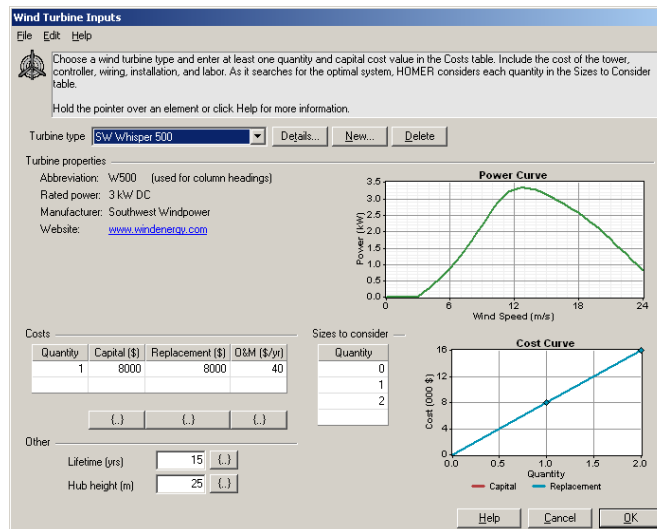 Wind Turbine Inputs
File Edit Help
Choose a wind turbine type and enter at least one quantity and capital cost value in the Costs table. Include the cost of the tower,
controller, wiring, installation, and labor. As it searches for the optimal system, HOMER considers each quantity in the Sizes to Consider
table.
Hold the pointer over an element or click Help for more information.
Turbine type SW Whisper 500 Details... New... Delete
Turbine properties
Abbreviation: W500 (used for column headings)
Rated power: 3 kW DC
Manufacturer: Southwest Windpower
Website: www.windenergy.com
Power Curve
Power (kW)
3.5
3.0
2.5
2.0
1.5
1.0
0.5
0.0
0 6 12 18 24
Wind Speed (m/s)
Costs
Quantity Capital ($) Replacement ($) O&M ($/yr)
1 8000 8000 40
{..} {..} {..}
Sizes to consider
Quantity
0
1
2
Cost Curve
Cost (000 $)
16
12
8
4
0
0.0 0.5 1.0 1.5 2.0
Quantity
Capital Replacement
Other
Lifetime (yrs) 15 {..}
Hub height (m) 25 {..}
Help Cancel OK